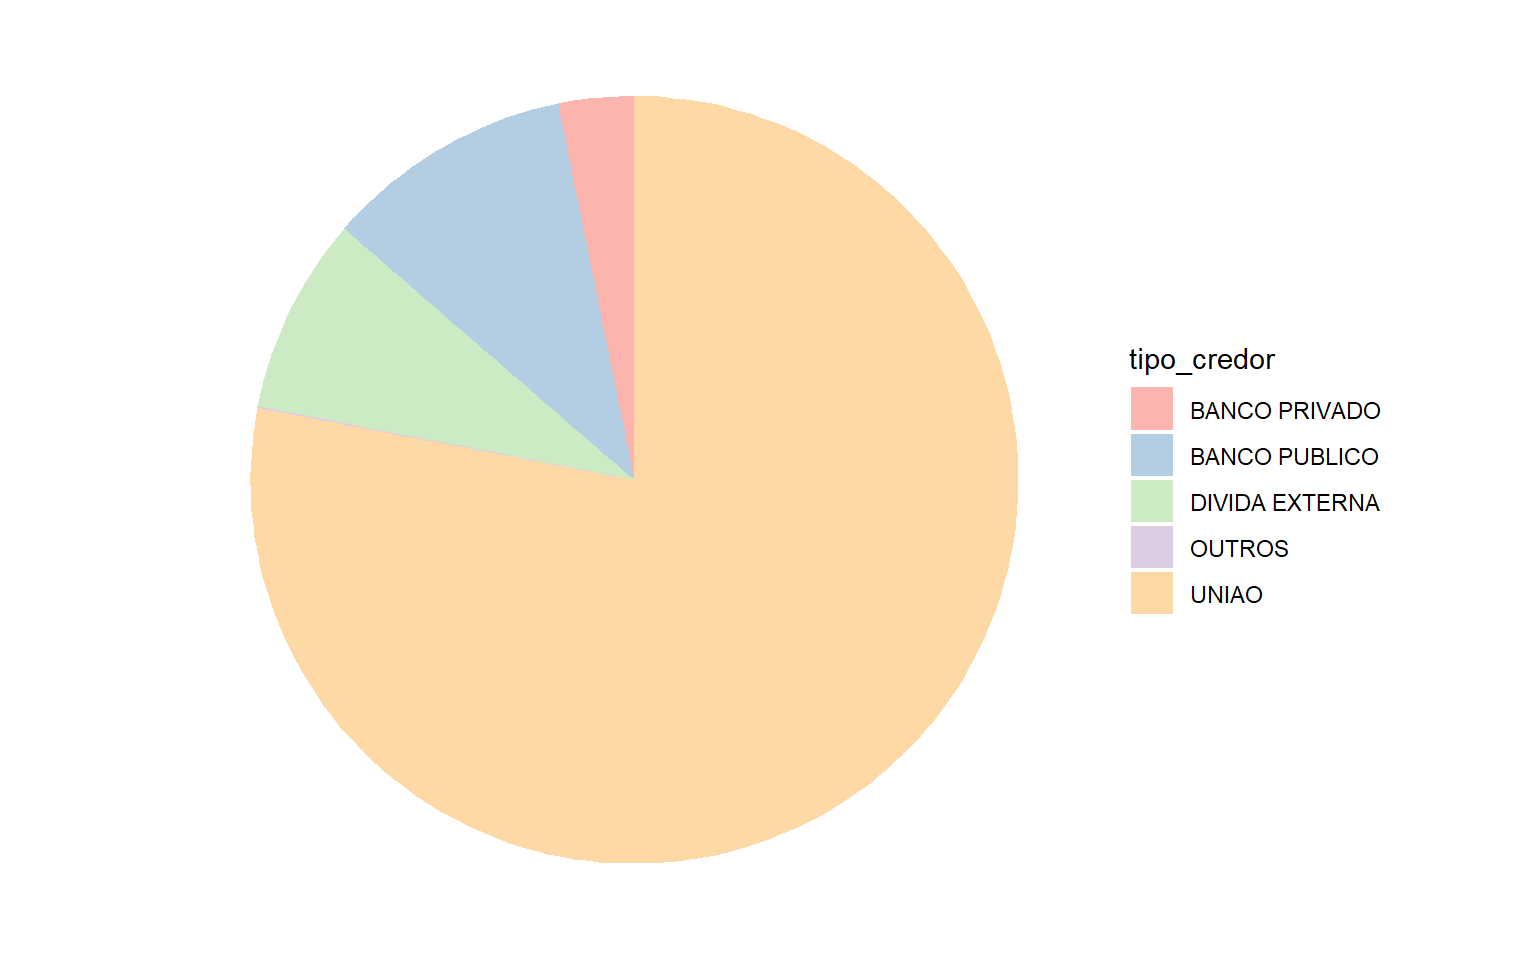 tipo_credor
BANCO PRIVADO
BANCO PUBLICO
DIVIDA EXTERNA
OUTROS
UNIAO